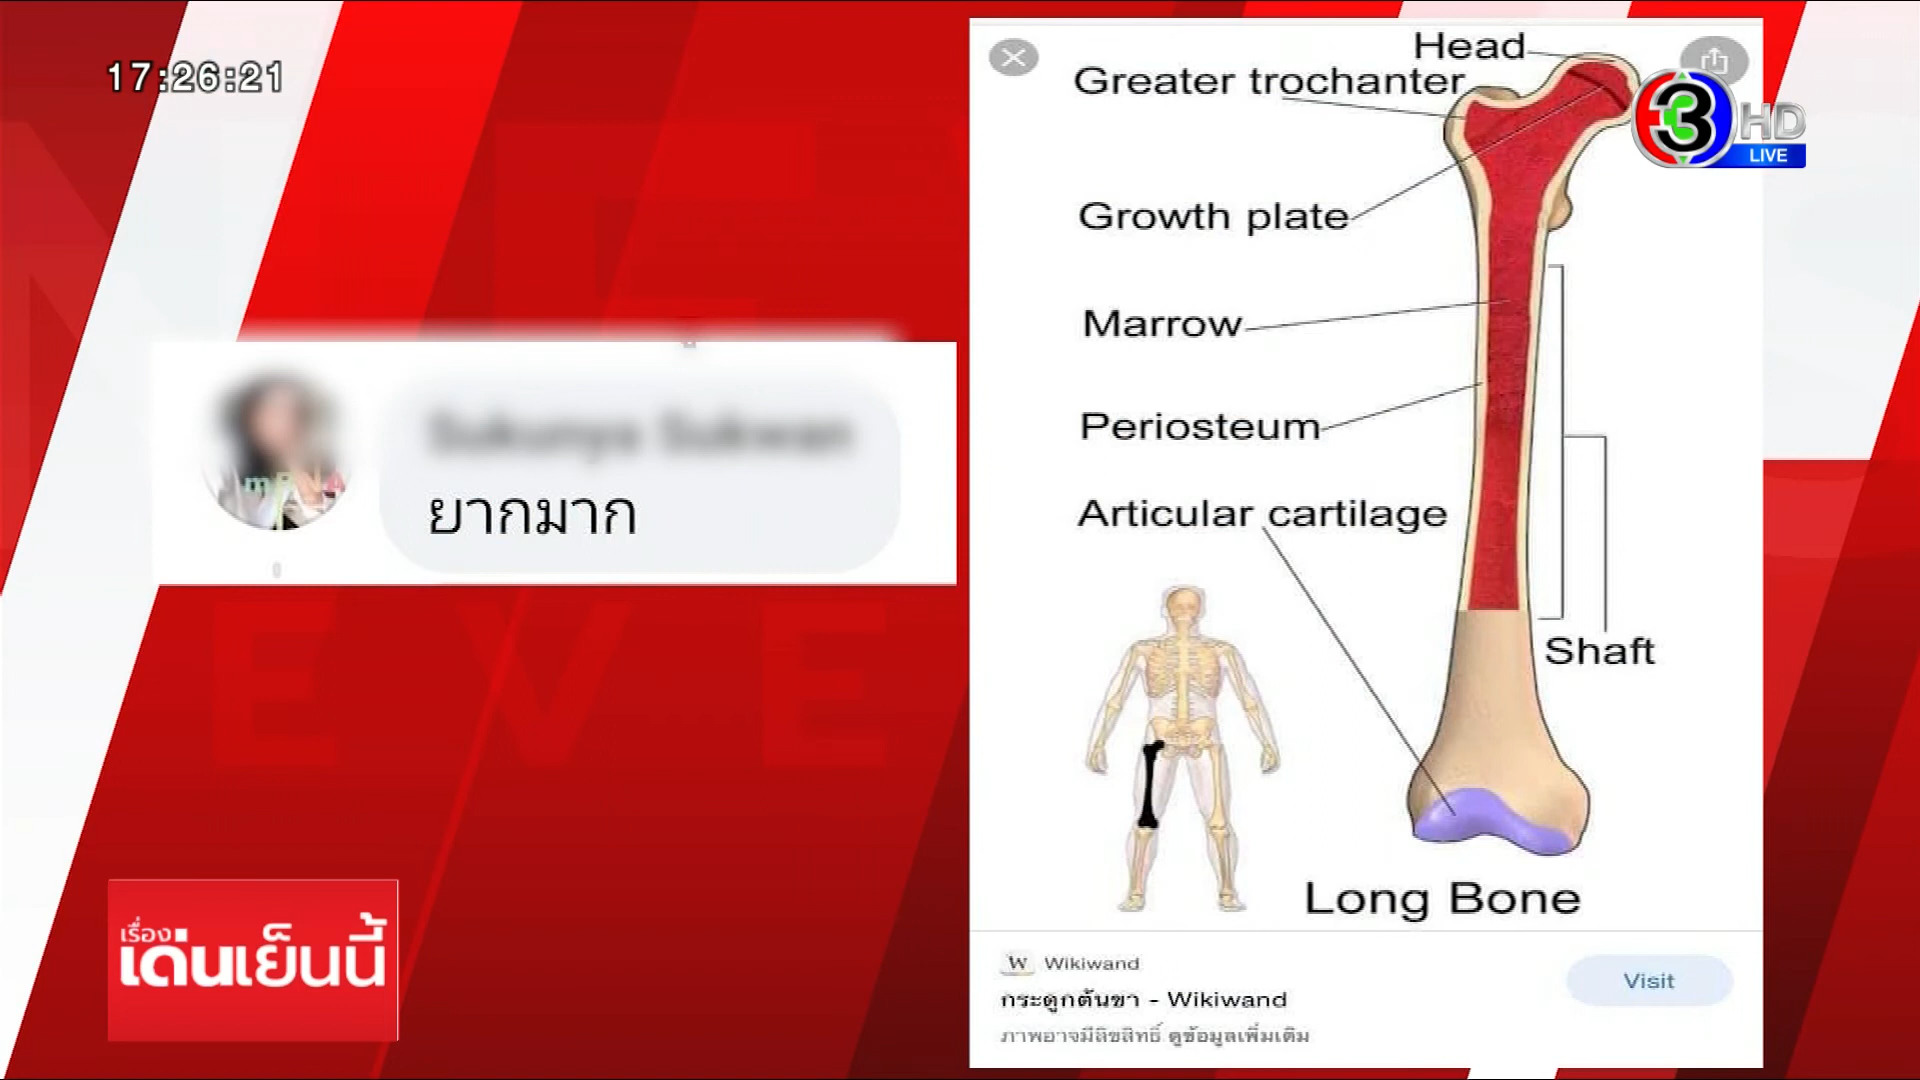 17:26:21
3 HD
LIVE
Head
Greater trochanter
Growth plate
Marrow
Periosteum
Articular cartilage
Shaft
Long Bone
ยากมาก
W Wikiwand
กระดูกต้นขา - Wikiwand
ภาพอาจมีลิขสิทธิ์ ดูข้อมูลเพิ่มเติม
Visit
เรื่อง
เด่นเย็นนี้